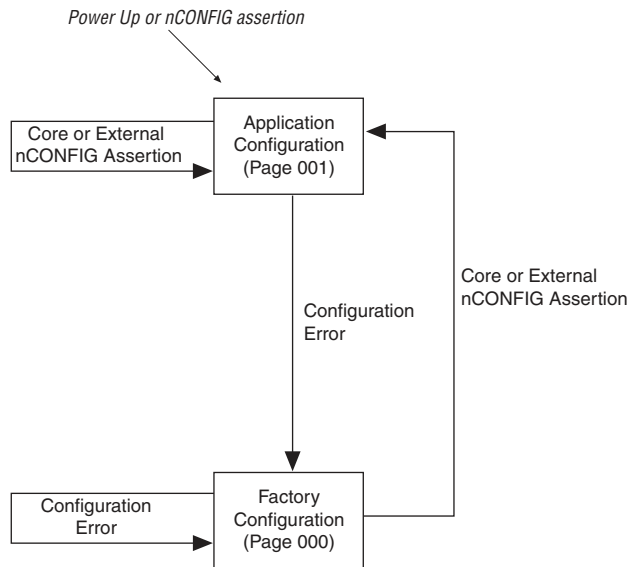 Power Up or nCONFIG assertion
Core or External
nCONFIG Assertion
Application
Configuration
(Page 001)
Core or External
nCONFIG Assertion
Configuration
Error
Configuration
Error
Factory
Configuration
(Page 000)